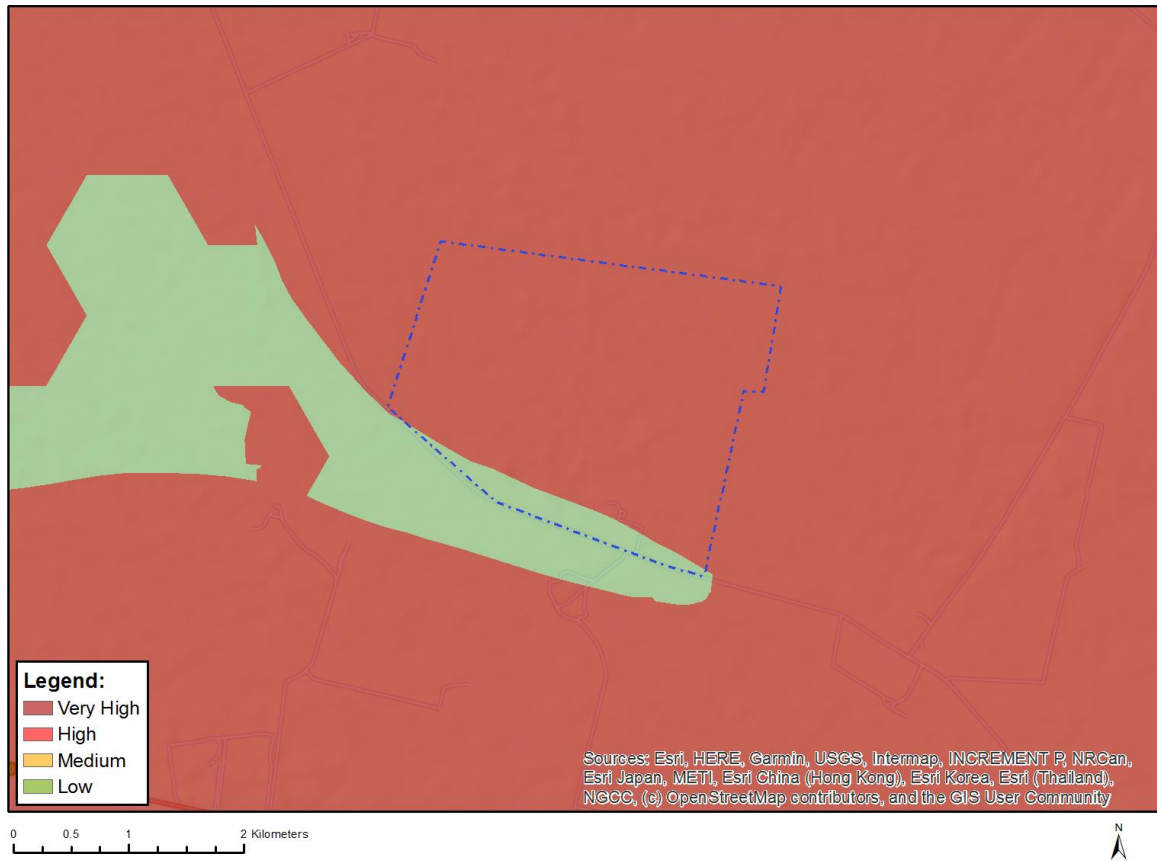 Legend:
Very High
High
Medium
Low
Sources: Esri, HERE, Garmin, USGS, Intermap, INCREMENT P, NRCan,
Esri Japan, METI, Esri China (Hong Kong), Esri Korea, Esri (Thailand),
NGCC, (c) OpenStreetMap contributors, and the GIS User Community
0 0.5 1 2 Kilometers
N